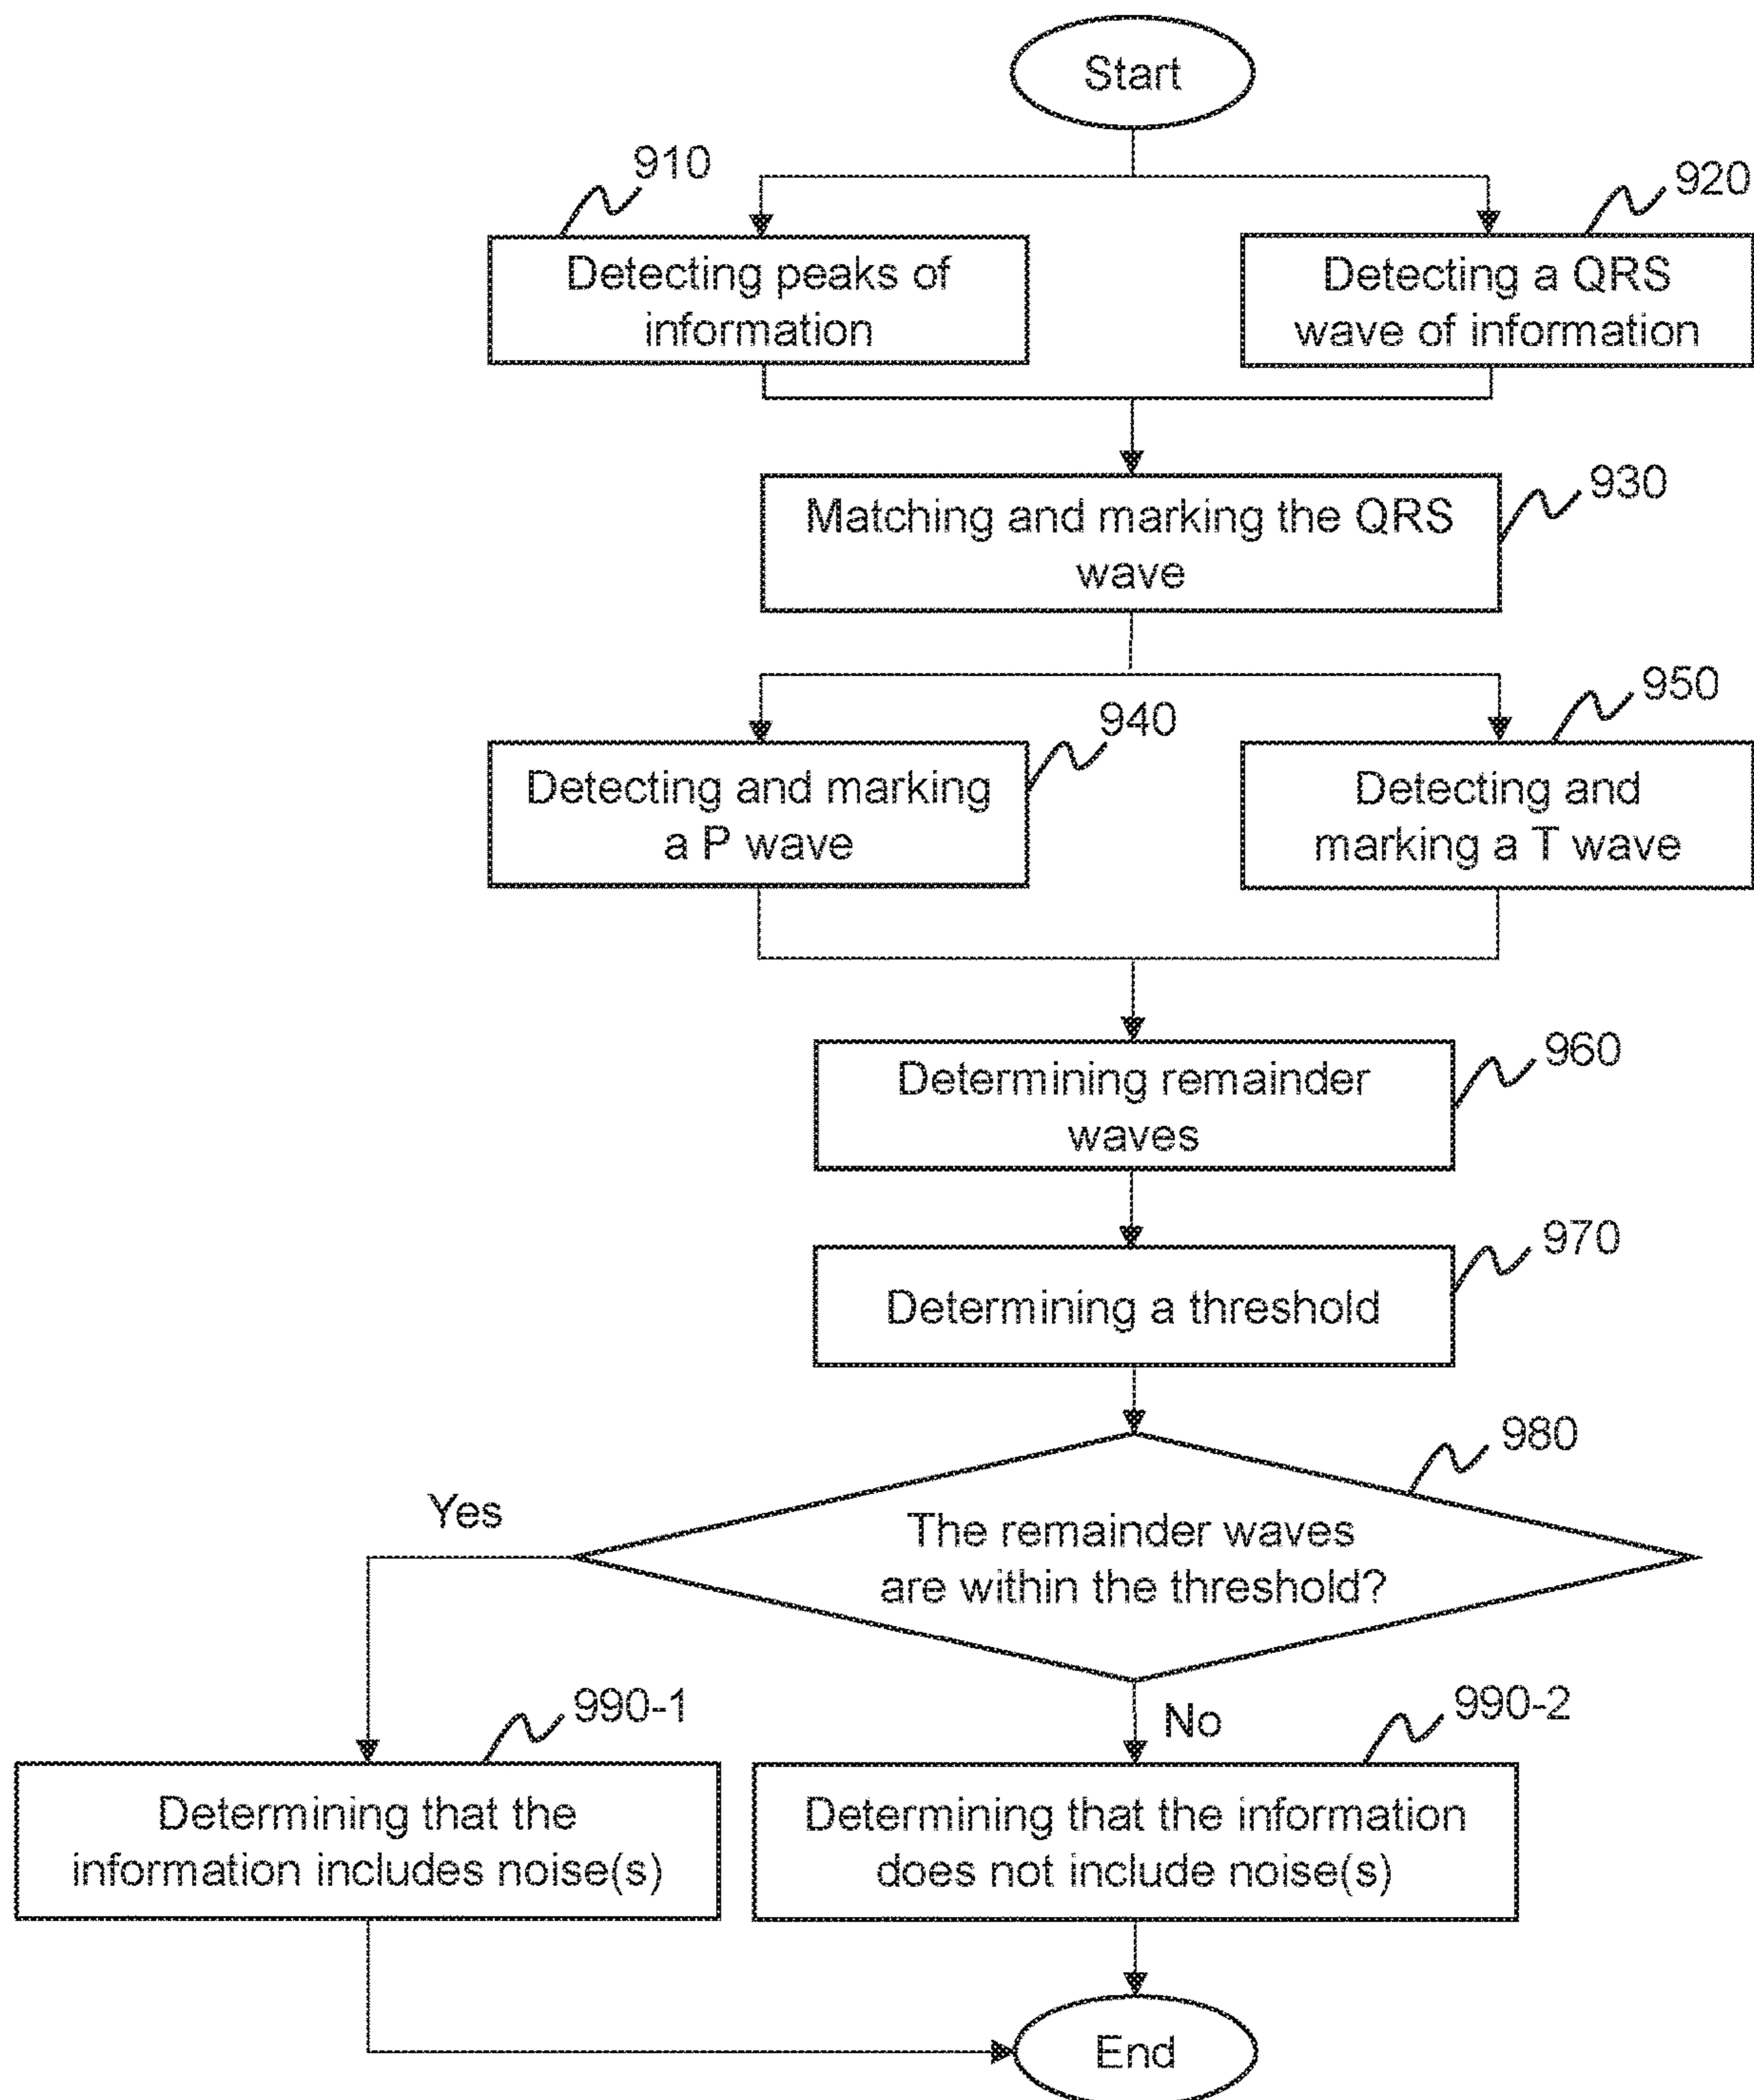 Start
910
920
Detecting peaks of
information
Detecting a QRS
wave of information
930
Matching and marking the QRS
wave
940
950
Detecting and marking
a P wave
Detecting and
marking a T wave
960
Determining remainder
waves
970
Determining a threshold
980
Yes
The remainder waves
are within the threshold?
No
990-1
990-2
Determining that the
information includes noise(s)
Determining that the information
does not include noise(s)
End